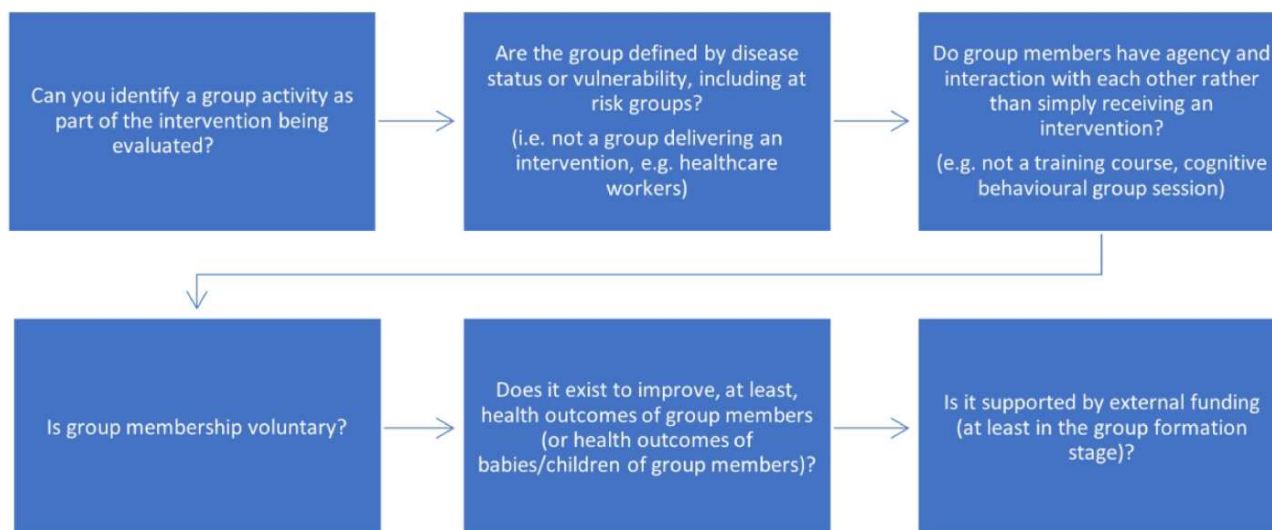 Can you identify a group activity as
part of the intervention being
evaluated?
Are the group defined by disease
status or vulnerability, including at
risk groups?
(i.e. not a group delivering an
intervention, e.g. healthcare
workers)
Do group members have agency and
interaction with each other rather
than simply receiving an
intervention?
(e.g. not a training course, cognitive
behavioural group session)
Is group membership voluntary?
Does it exist to improve, at least,
health outcomes of group members
(or health outcomes of
babies/children of group members)?
Is it supported by external funding
(at least in the group formation
stage)?